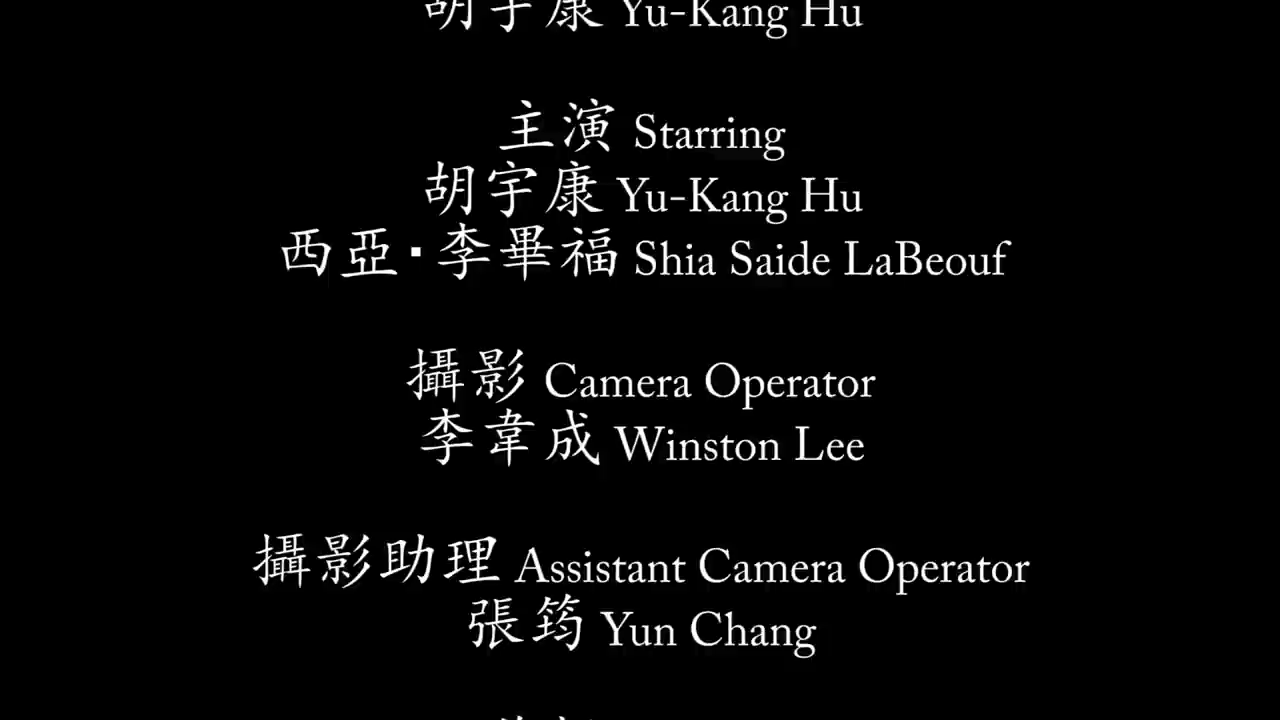 胡宇康 Yu-Kang Hu
主演 Starring
胡宇康 Yu-Kang Hu
西亞·李畢福 Shia Saide LaBeouf
攝影 Camera Operator
李韋成 Winston Lee
攝影助理 Assistant Camera Operator
張筠 Yun Chang